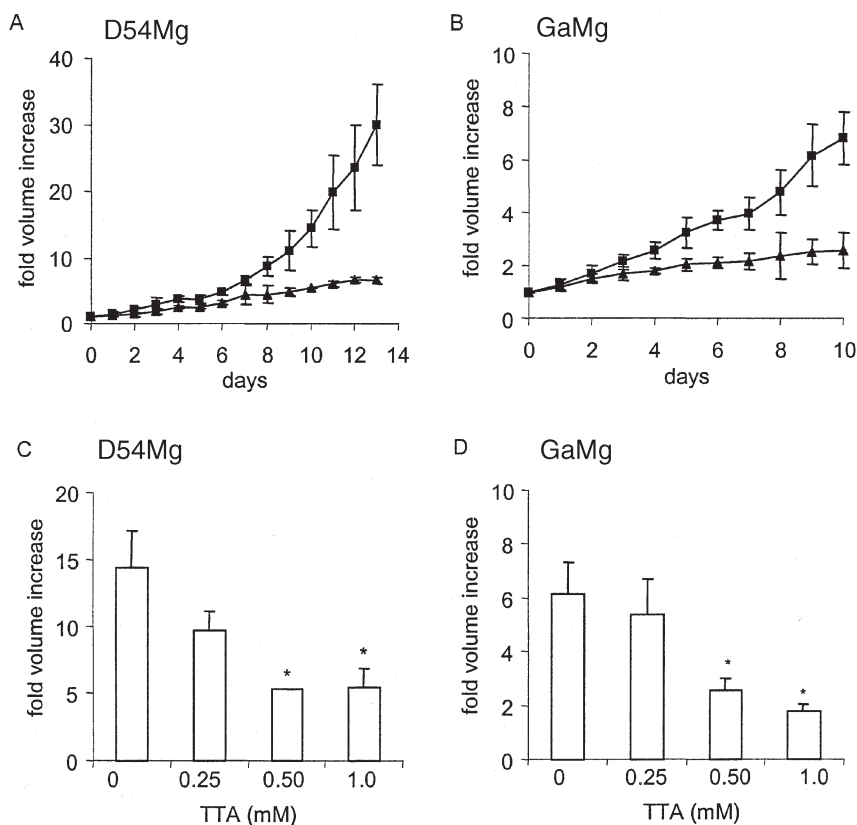 A
D54Mg
fold volume increase
40
30
20
10
0
0 2 4 6 8 10 12 14
days
B
GaMg
fold volume increase
10
8
6
4
2
0
0 2 4 6 8 10
days
C
D54Mg
fold volume increase
20
15
10
5
0
* *
0 0.25 0.50 1.0
TTA (mM)
D
GaMg
fold volume increase
10
8
6
4
2
0
* *
0 0.25 0.50 1.0
TTA (mM)